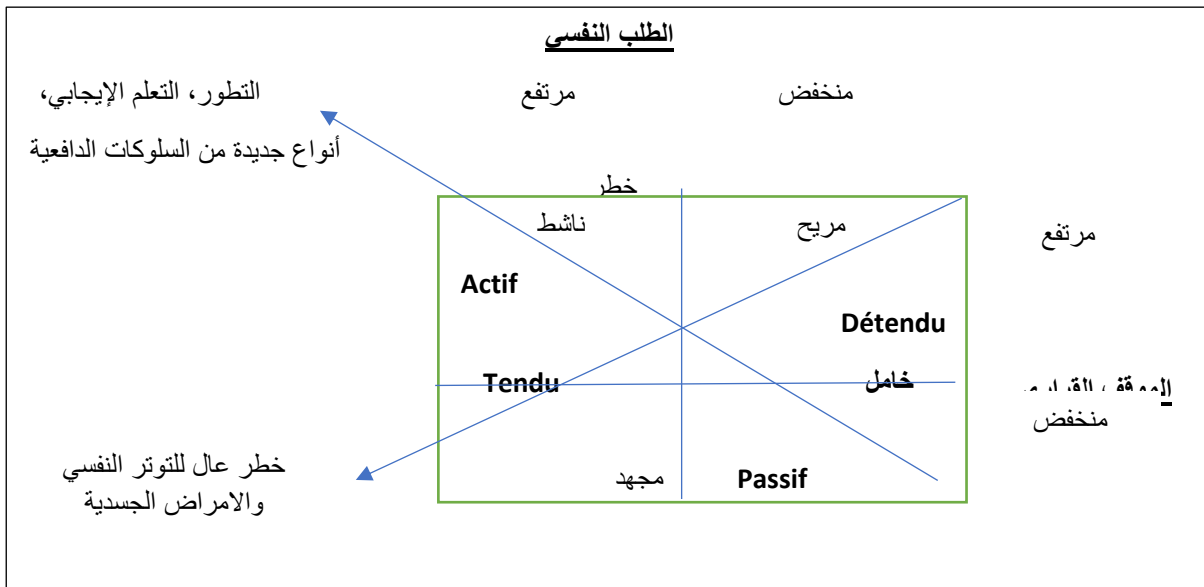 الطلب النفسي
منخفض
مرتفع
التطور، التعلم الإيجابي،
أنواع جديدة من السلوكات الدافعية
خطر
مريح
ناشط
مرتفع
Actif
Détendu
خامل
Tendu
منخفض
خطر عال للتوتر النفسي
والامراض الجسدية
مجهد
Passif